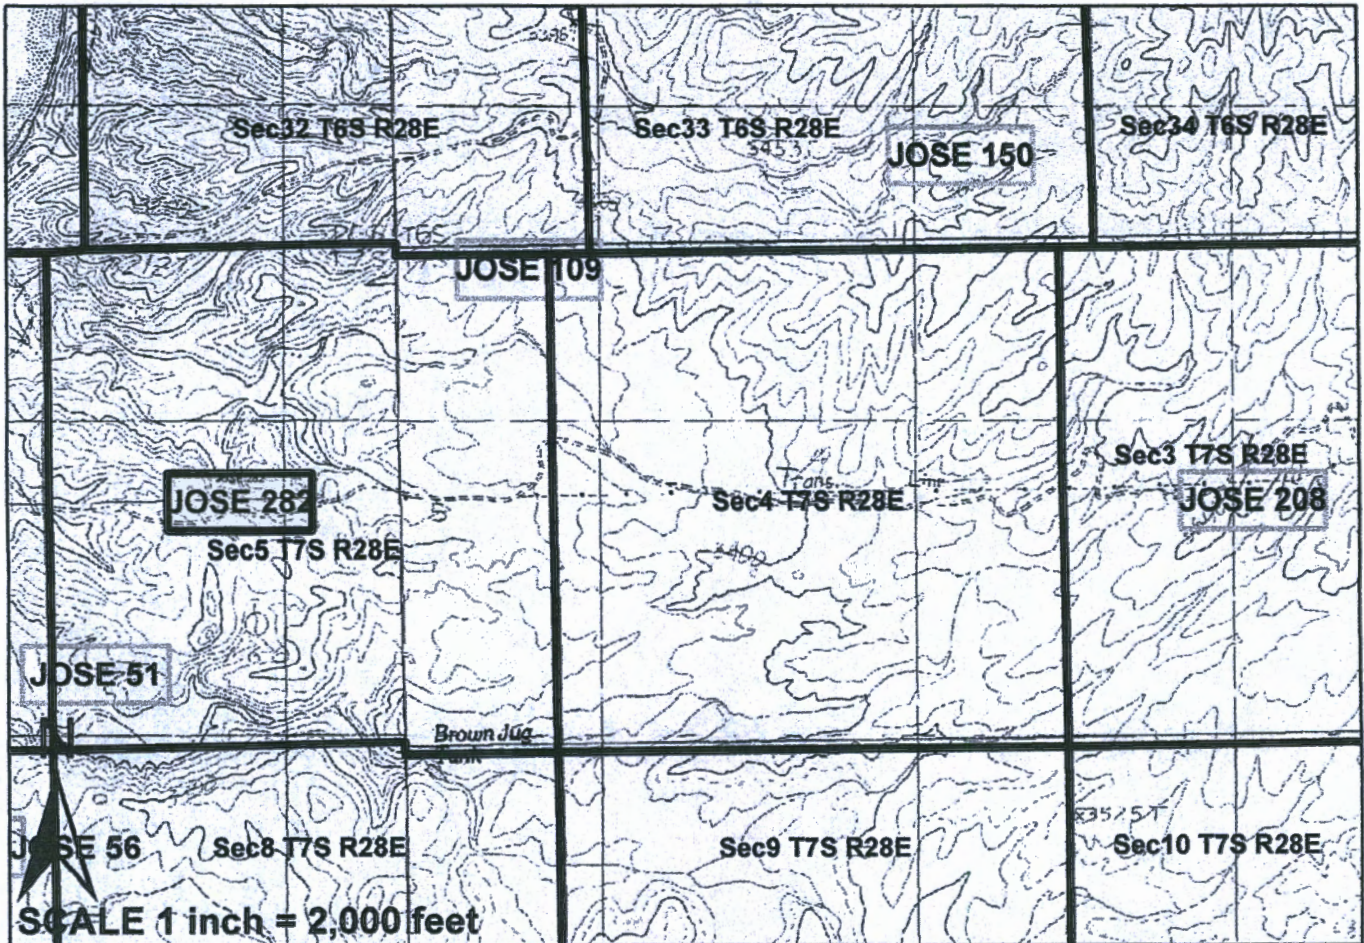 Sec32 T6S R28E
Sec33 T6S R28E
Sec34 T6S R28E
JOSE 150
JOSE 109
Sec3 T7S R28E
JOSE 282
Trans Line
Sec4 T7S R28E
JOSE 208
Sec5 T7S R28E
JOSE 51
N
Brown Jug
Tank
JOSE 56
Sec8 T7S R28E
Sec9 T7S R28E
Sec10 T7S R28E
SCALE 1 inch = 2,000 feet